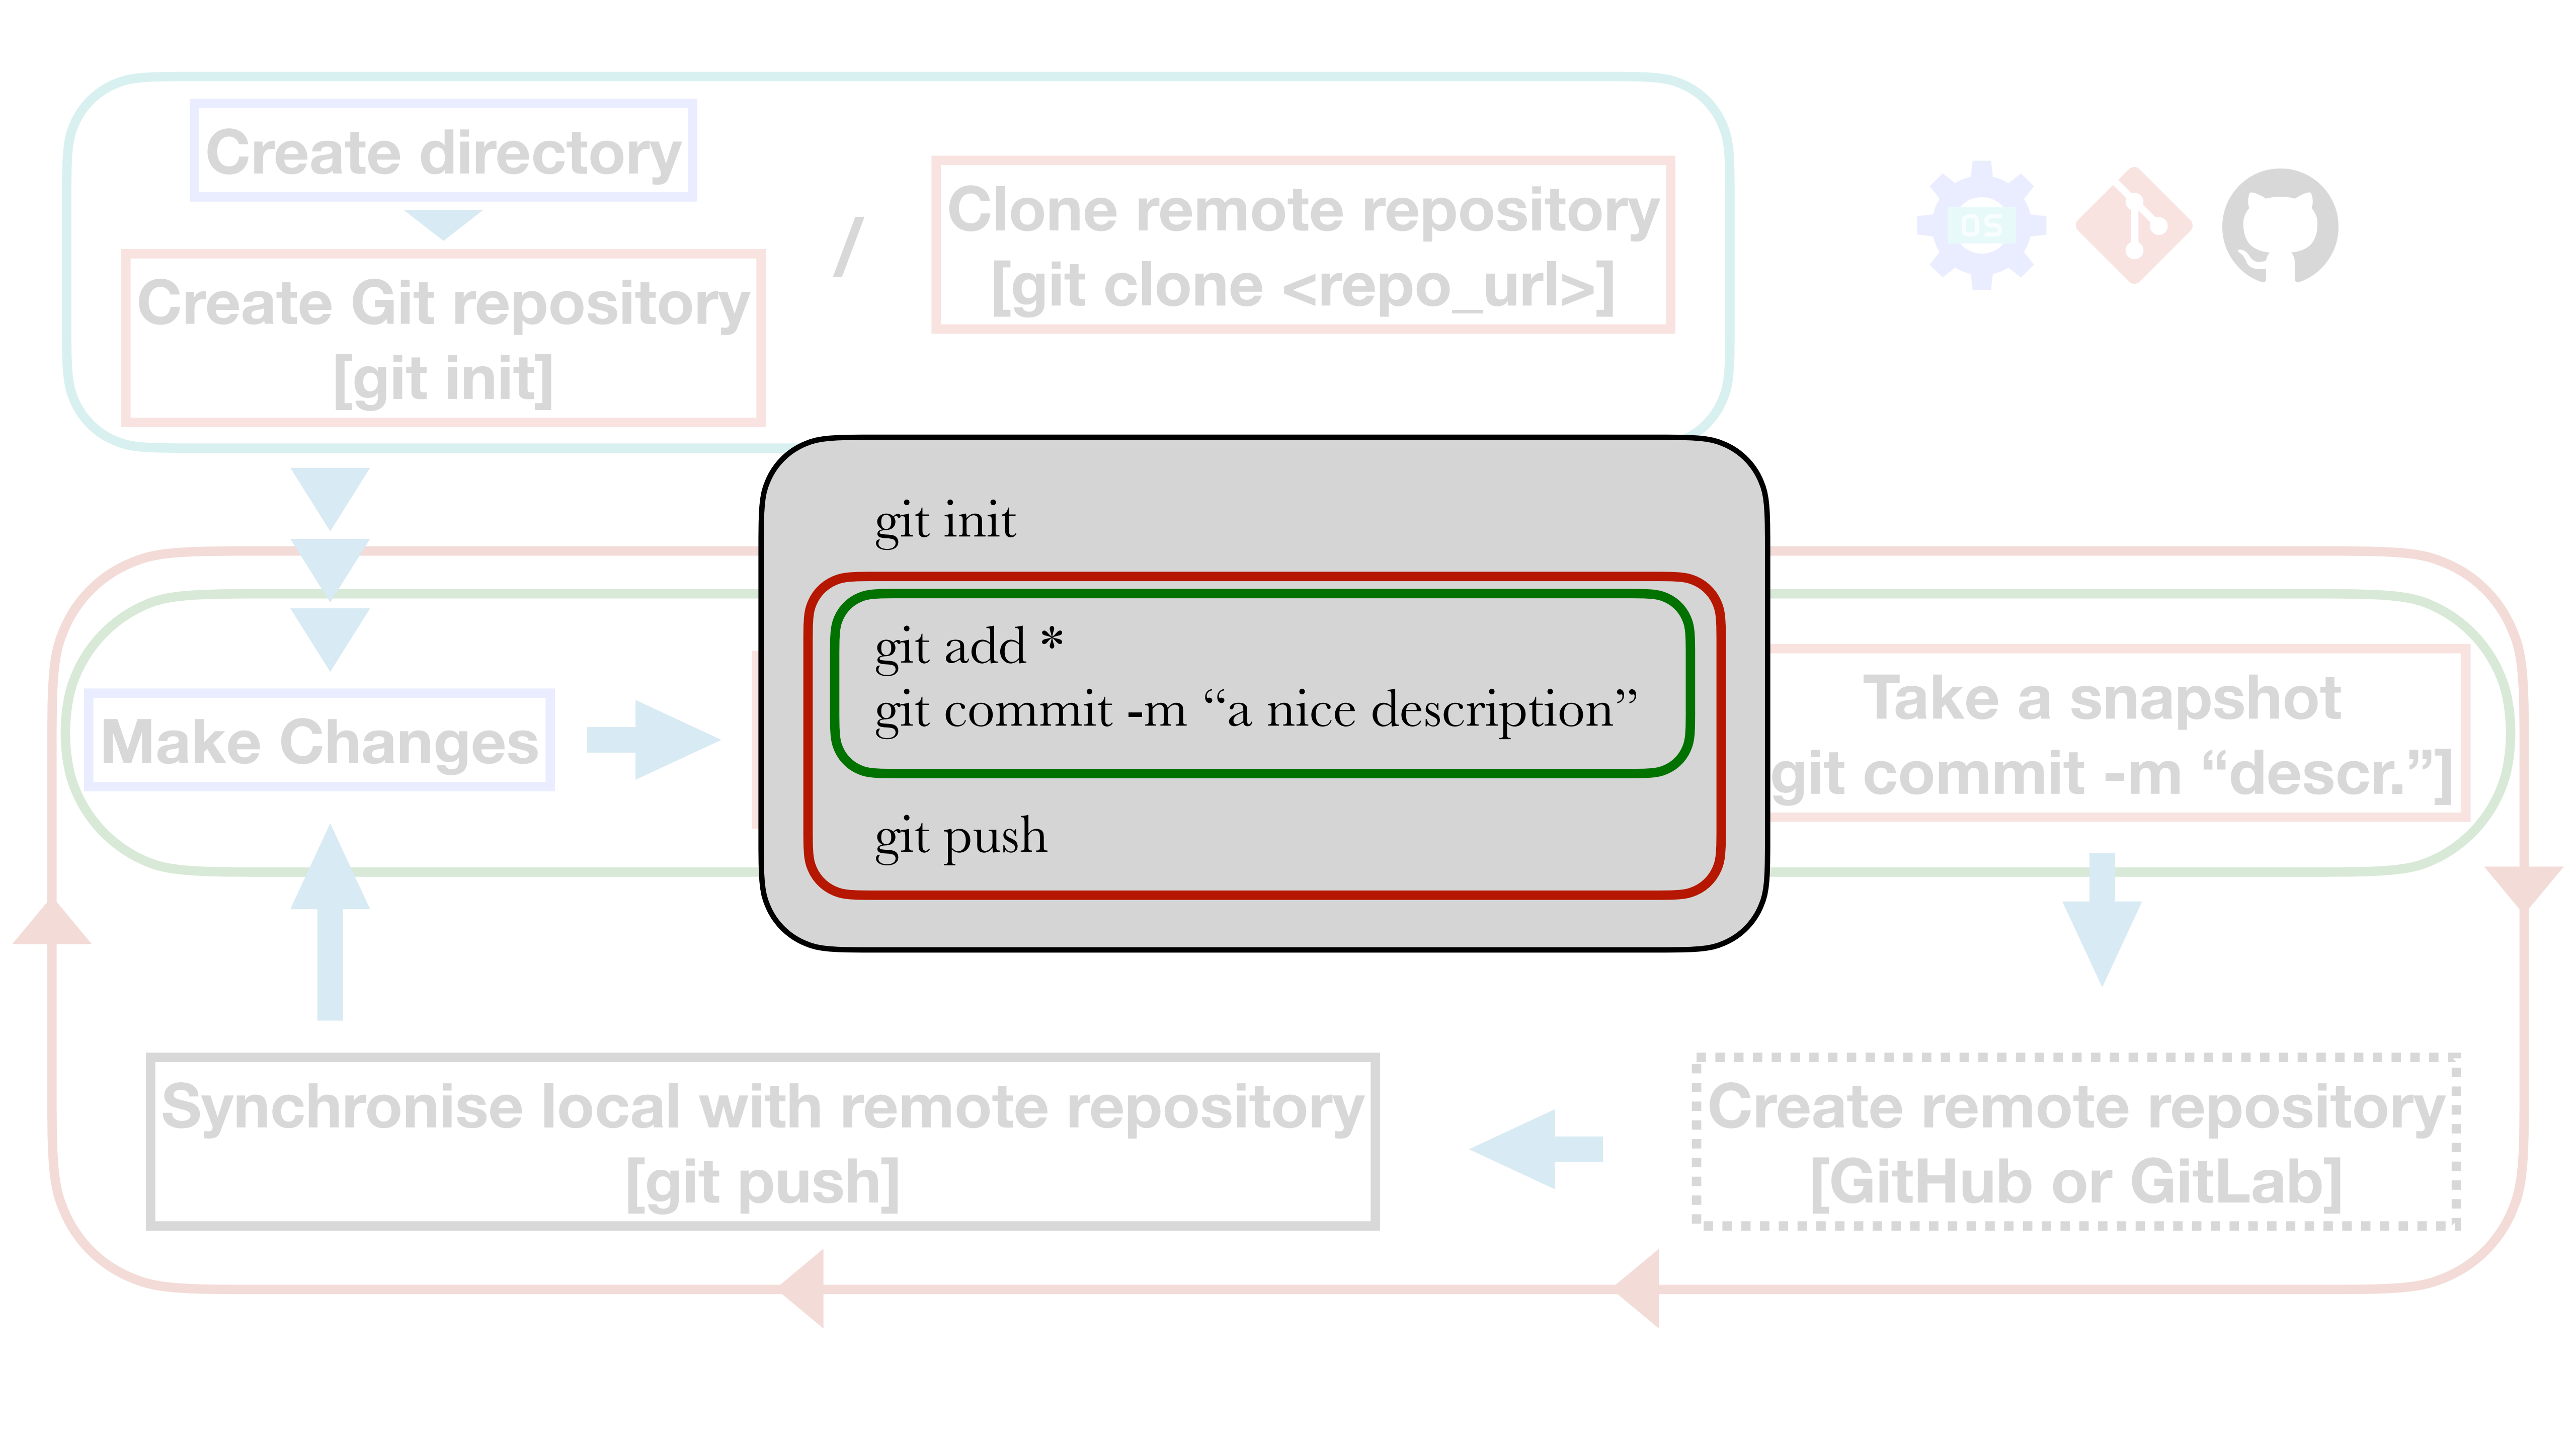 Create directory
Create Git repository
[git init]
/
Clone remote repository
[git clone <repo_url>]
OS
git init
git add *
git commit -m “a nice description”
git push
Make Changes
Take a snapshot
git commit -m “descr.”]
Synchronise local with remote repository
[git push]
Create remote repository
[GitHub or GitLab]